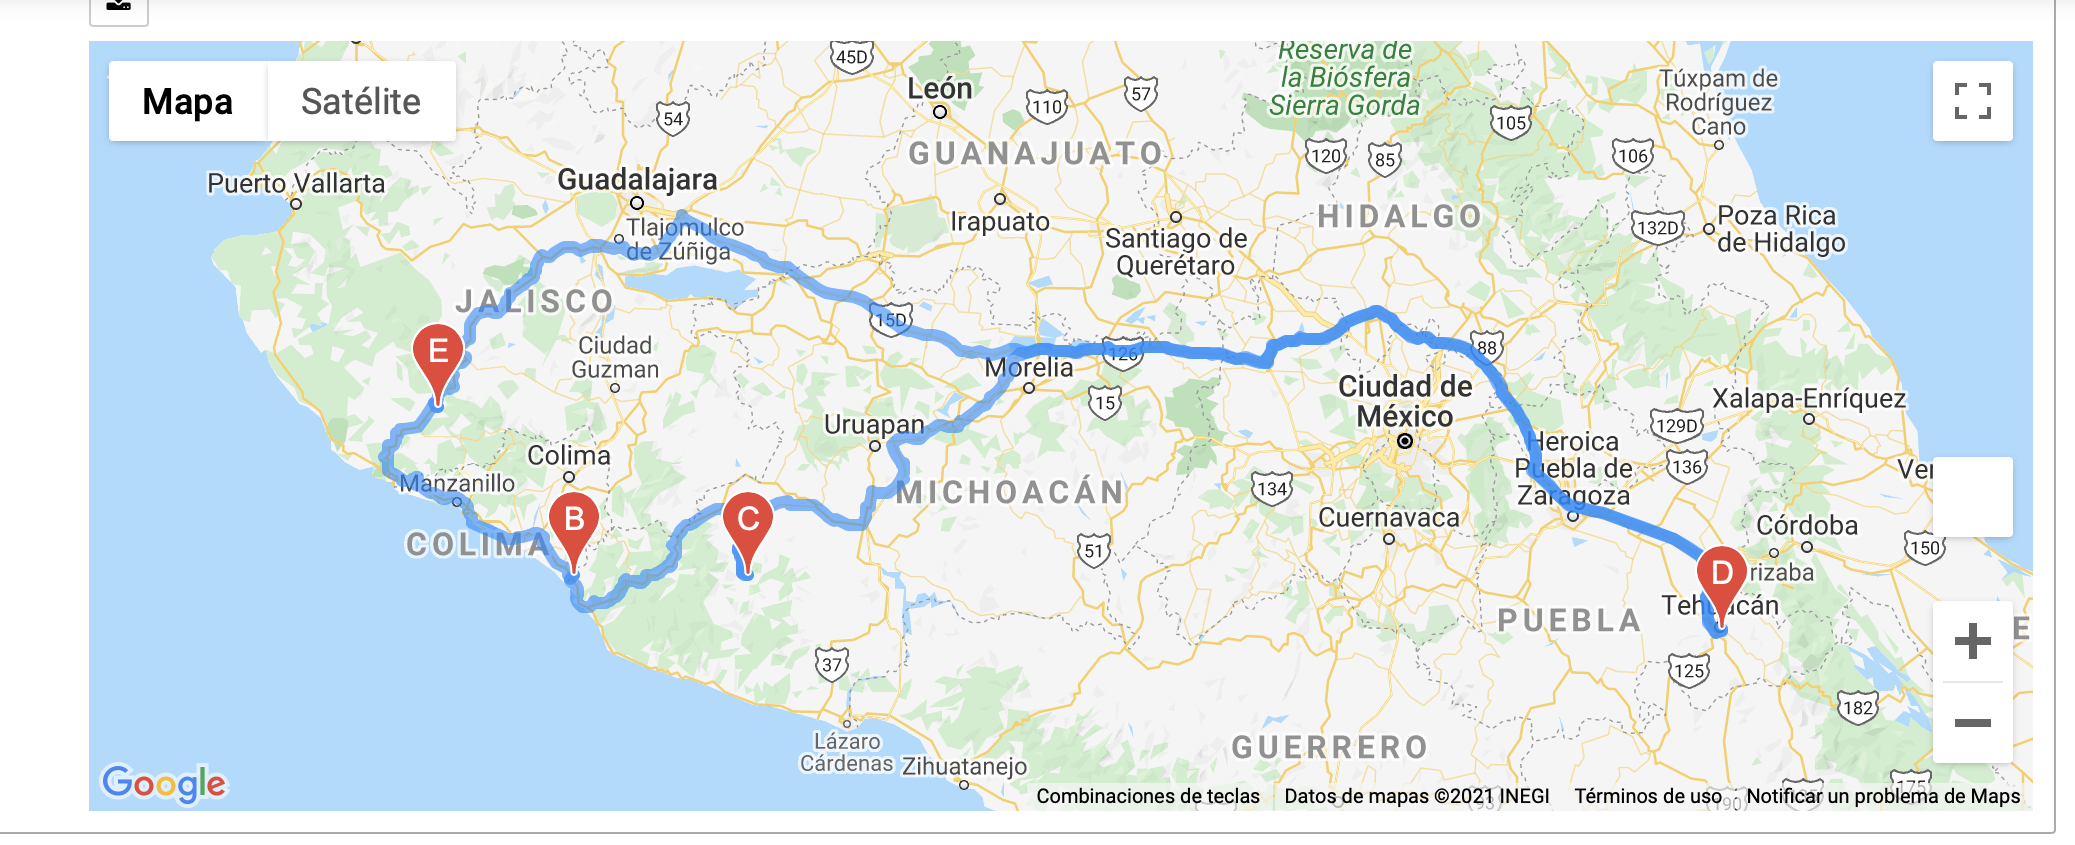 Mapa
Satélite
45D
León
110
57
Reserva de
la Biósfera
Sierra Gorda
105
Túxpam de
Rodríguez
Cano
54
GUANAJUATO
120
85
106
Puerto Vallarta
Guadalajara
Tlajomulco
de Zúñiga
Irapuato
Santiago de
Querétaro
HIDALGO
132D
Poza Rica
de Hidalgo
JALISCO
15D
E
Ciudad
Guzman
Morelia
126
88
15
Ciudad de
México
Xalapa-Enríquez
129D
Uruapan
Heroica
Puebla de
Zaragoza
136
Colima
Manzanillo
MICHOACÁN
134
Ver
B
C
COLIMA
Cuernavaca
Córdoba
51
150
D
rizaba
Tehuacán
PUEBLA
E
37
125
182
Lázaro
Cárdenas
Zihuatanejo
GUERRERO
Google
175
190
93
Combinaciones de teclas
Datos de mapas ©2021 INEGI
Términos de uso
Notificar un problema de Maps